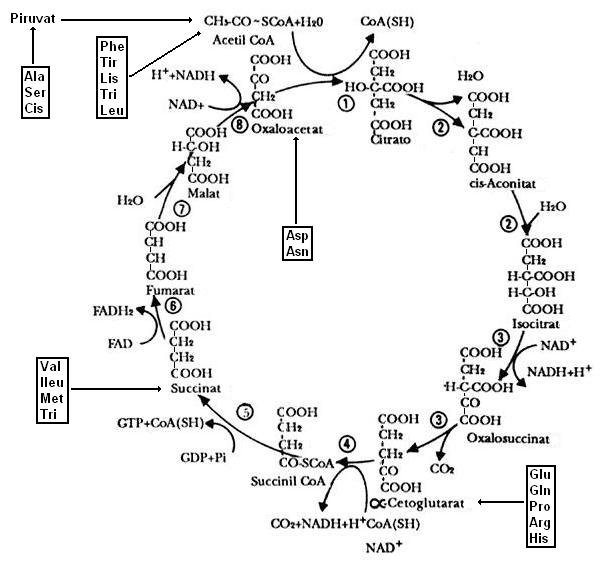 Piruvat
CH3-CO~SCoA+H2O
CoA(SH)
Acetil CoA
Phe
Tir
Lis
Tri
Leu
Ala
Ser
Cis
H+ +NADH
NAD+
COOH
CO
CH2
COOH
Oxaloacetat
8
1
COOH
CH2
HO-C-COOH
CH2
COOH
Citrato
2
H2O
COOH
CH2
C-COOH
CH
COOH
cis-Aconitat
2
H2O
COOH
CH2
H-C-COOH
H-C-OH
COOH
Isocitrat
3
NAD+
NADH+H+
COOH
CH2
H-C-COOH
CO
COOH
Oxalosuccinat
3
CO2
COOH
CH2
CH2
CO
COOH
α-Cetoglutarat
Glu
Gln
Pro
Arg
His
4
CO2+NADH+H+
CoA(SH)
NAD+
COOH
CH2
CH2
CO-SCoA
Succinil CoA
5
GTP+CoA(SH)
GDP+Pi
COOH
CH2
CH2
COOH
Succinat
Val
Ileu
Met
Tri
6
FADH2
FAD
COOH
CH
CH
COOH
Fumarat
7
H2O
COOH
H-C-OH
CH2
COOH
Malat
Asp
Asn